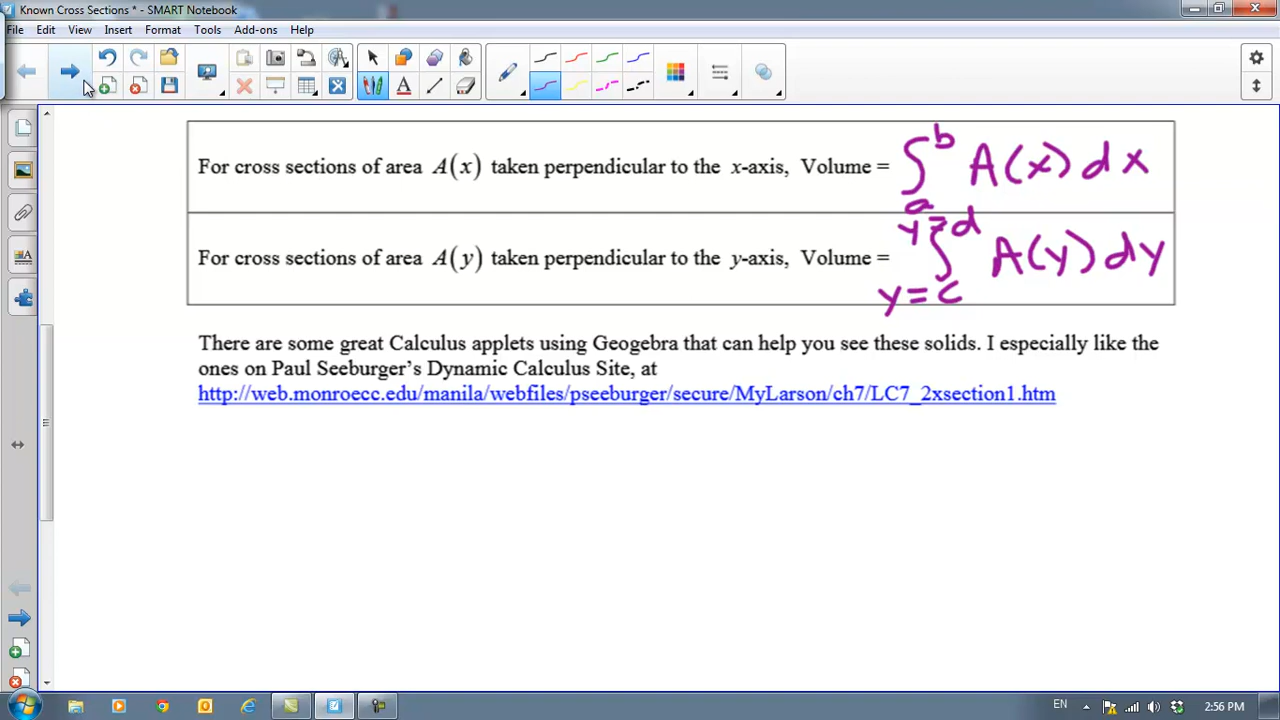 Known Cross Sections * - SMART Notebook
File Edit View Insert Format Tools Add-ons Help
For cross sections of area A(x) taken perpendicular to the x-axis, Volume = ∫_a^b A(x) dx
For cross sections of area A(y) taken perpendicular to the y-axis, Volume = ∫_{y=c}^{y=d} A(y) dy
There are some great Calculus applets using Geogebra that can help you see these solids. I especially like the
ones on Paul Seeburger's Dynamic Calculus Site, at
http://web.monroecc.edu/manila/webfiles/pseeburger/secure/MyLarson/ch7/LC7_2xsection1.htm
EN 2:56 PM